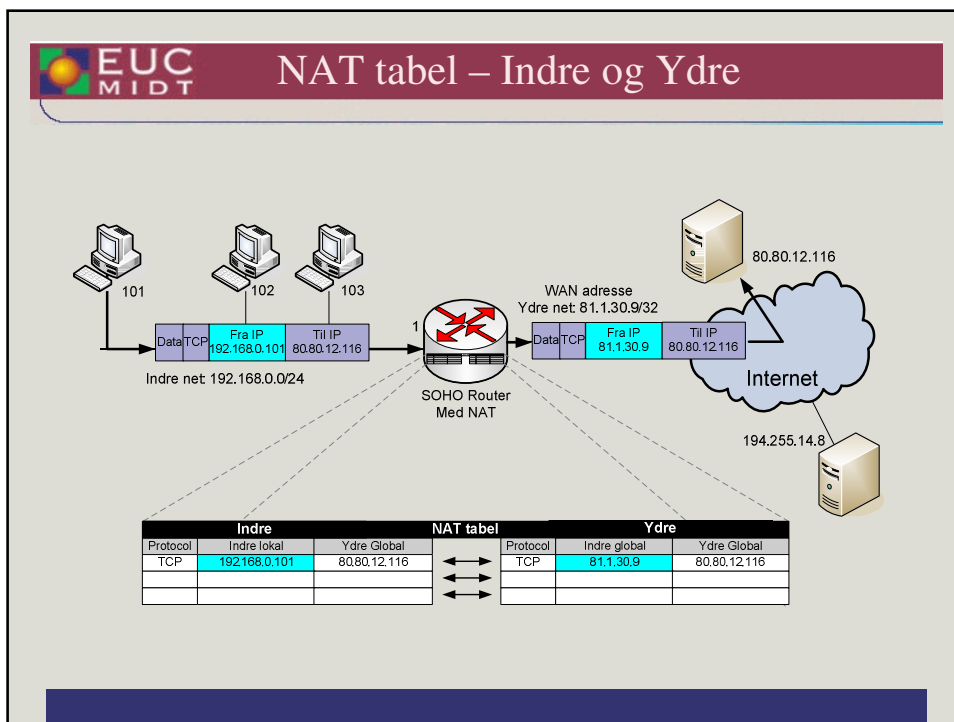 EUC
MIDT
NAT tabel – Indre og Ydre
101
102
103
80.80.12.116
WAN adresse
Ydre net: 81.1.30.9/32
1
Data TCP Fra IP 192.168.0.101 Til IP 80.80.12.116
Data TCP Fra IP 81.1.30.9 Til IP 80.80.12.116
Indre net: 192.168.0.0/24
Internet
SOHO Router
Med NAT
194.255.14.8
Indre NAT tabel Ydre
Protocol Indre lokal Ydre Global Protocol Indre global Ydre Global
TCP 192.168.0.101 80.80.12.116 TCP 81.1.30.9 80.80.12.116